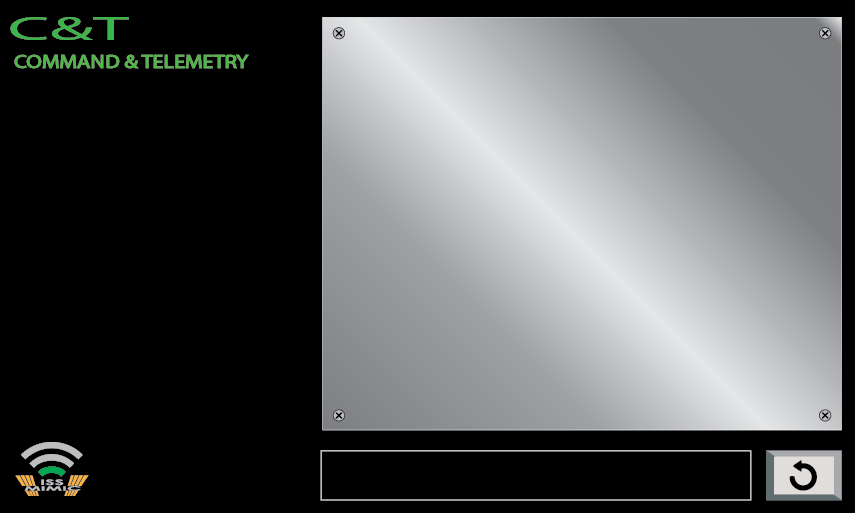 C&T
COMMAND & TELEMETRY
ISS
MIMIC